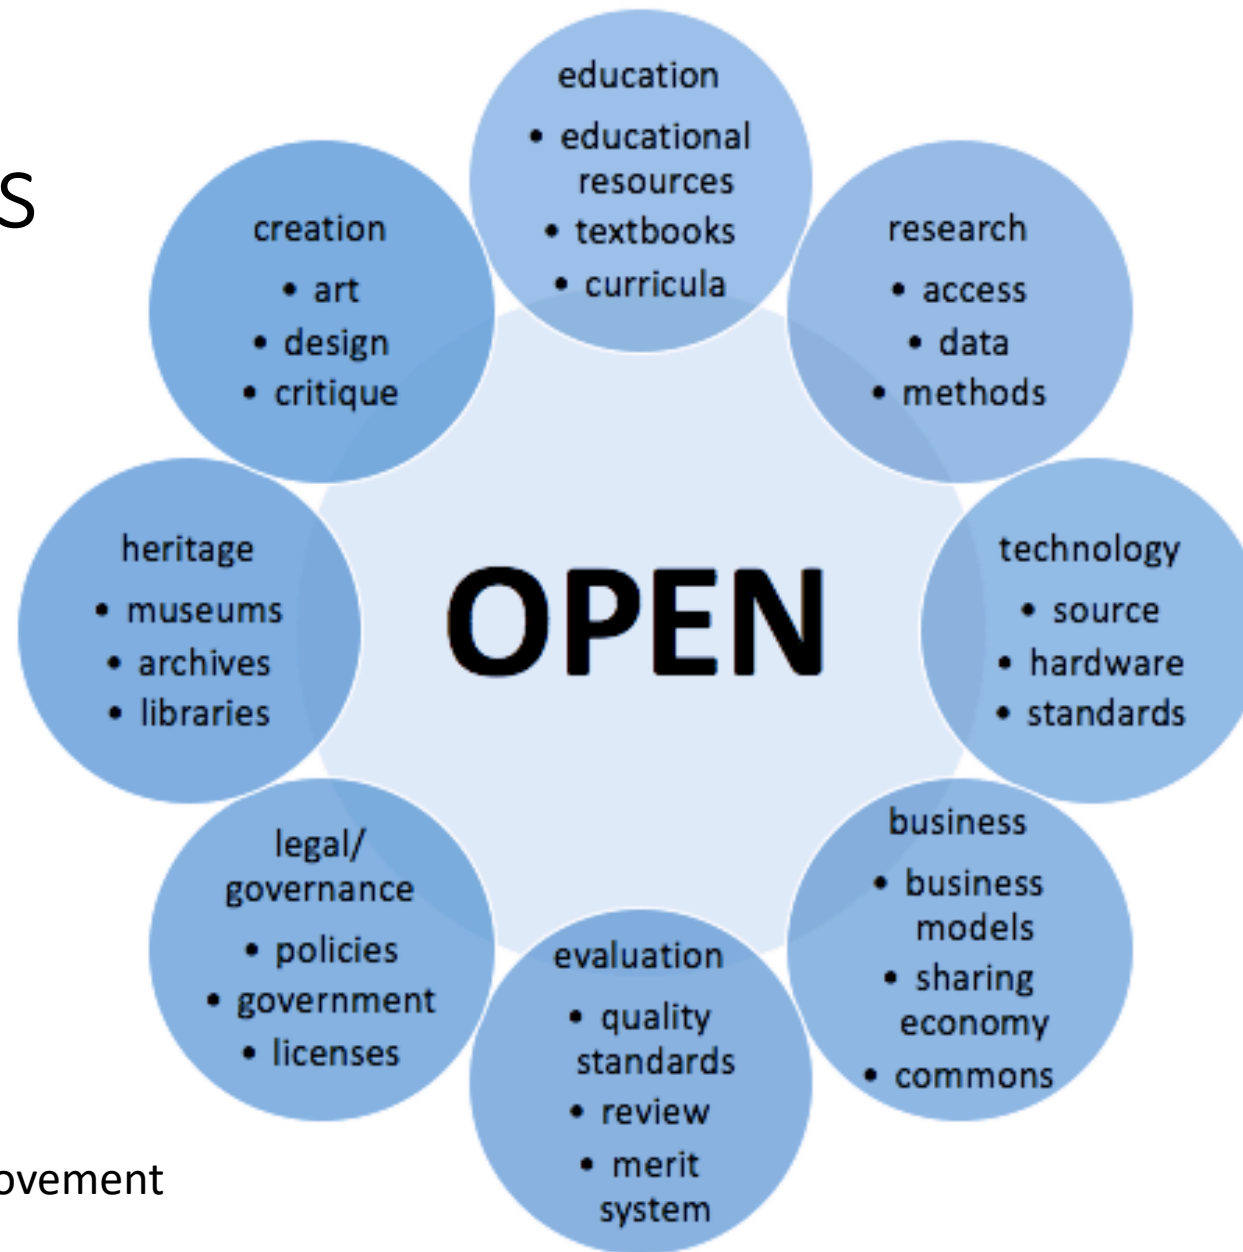 s
education
• educational
resources
• textbooks
• curricula
creation
• art
• design
• critique
research
• access
• data
• methods
heritage
• museums
• archives
• libraries
OPEN
technology
• source
• hardware
• standards
legal/
governance
• policies
• government
• licenses
evaluation
• quality
standards
• review
• merit
system
business
• business
models
• sharing
economy
• commons
ovement